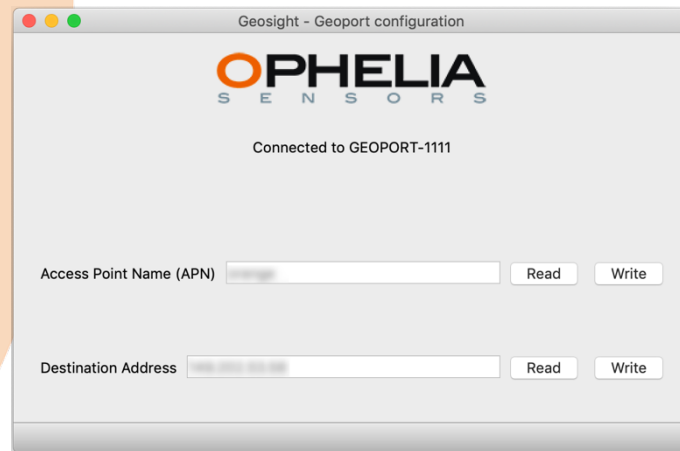 Geosight - Geoport configuration
OPHELIA
SENSORS
Connected to GEOPORT-1111
Access Point Name (APN) Read Write
Destination Address Read Write